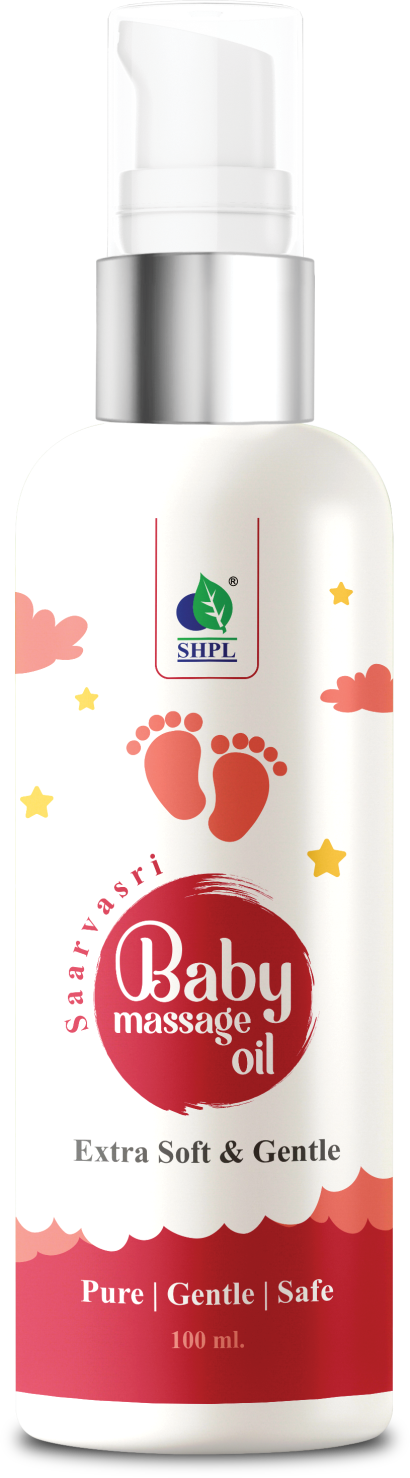 ®
SHPL
Saarvasri
Baby
massage
oil
Extra Soft & Gentle
Pure | Gentle | Safe
100 ml.